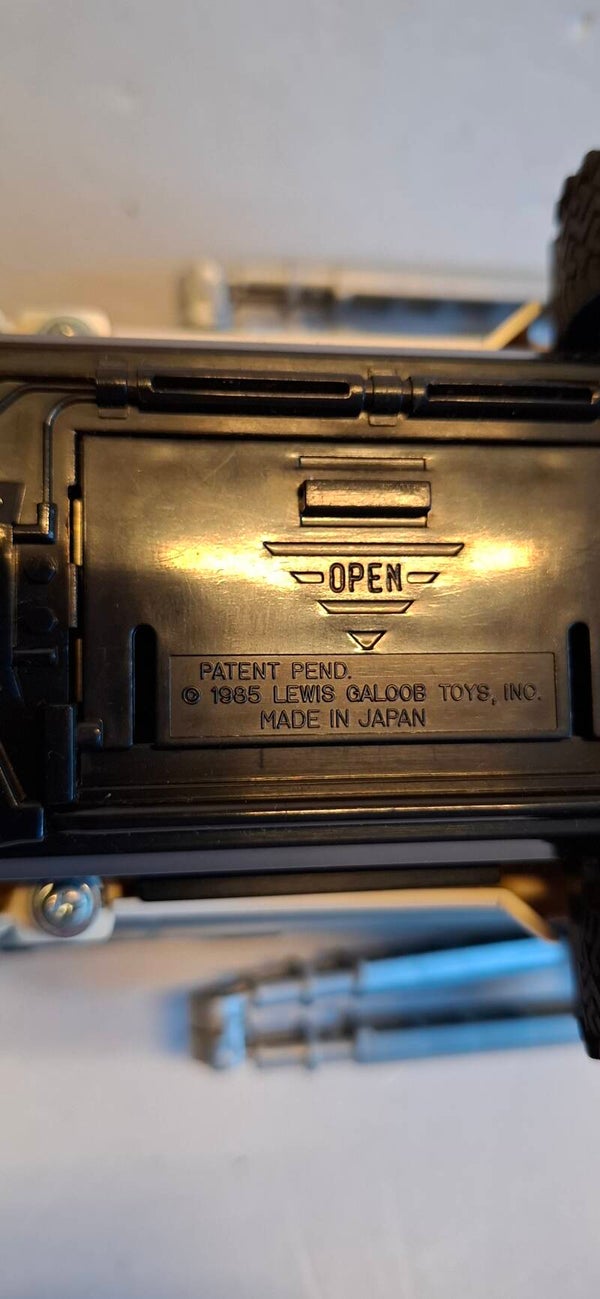 OPEN
PATENT PEND.
© 1985 LEWIS GALOOB TOYS, INC.
MADE IN JAPAN